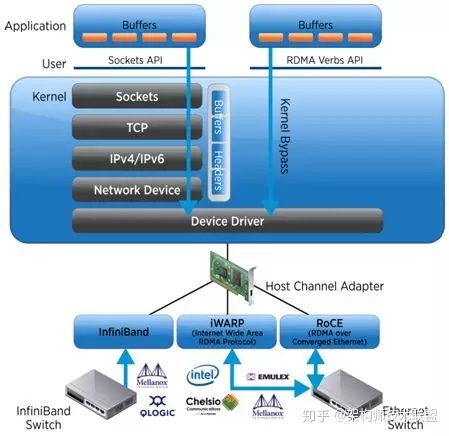 Application
Buffers
Buffers
User
Sockets API
RDMA Verbs API
Kernel
Sockets
TCP
IPv4/IPv6
Network Device
Buffers
Headers
Kernel Bypass
Device Driver
Host Channel Adapter
InfiniBand
iWARP
(Internet Wide Area
RDMA Protocol)
RoCE
(RDMA over
Converged Ethernet)
Mellanox
intel
EMULEX
QLOGIC
Chelsio
Communications
Mellanox
InfiniBand
Switch
Ethernet
Switch
知乎 @架构师技术联盟